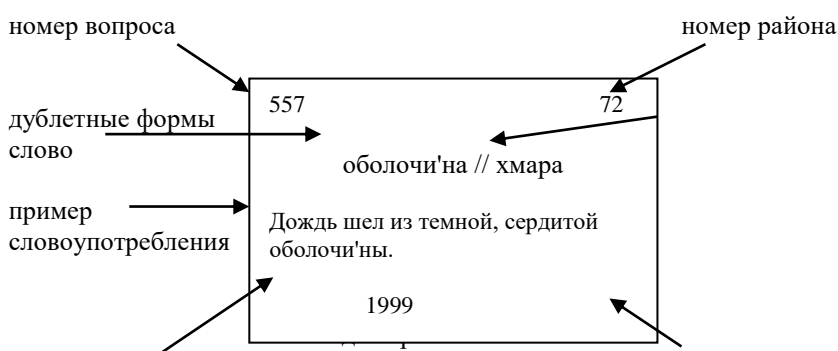 номер вопроса
номер района
557
72
дублетные формы
слово
оболочи'на // хмара
пример
словоупотребления
Дождь шел из темной, сердитой
оболочи'ны.
1999